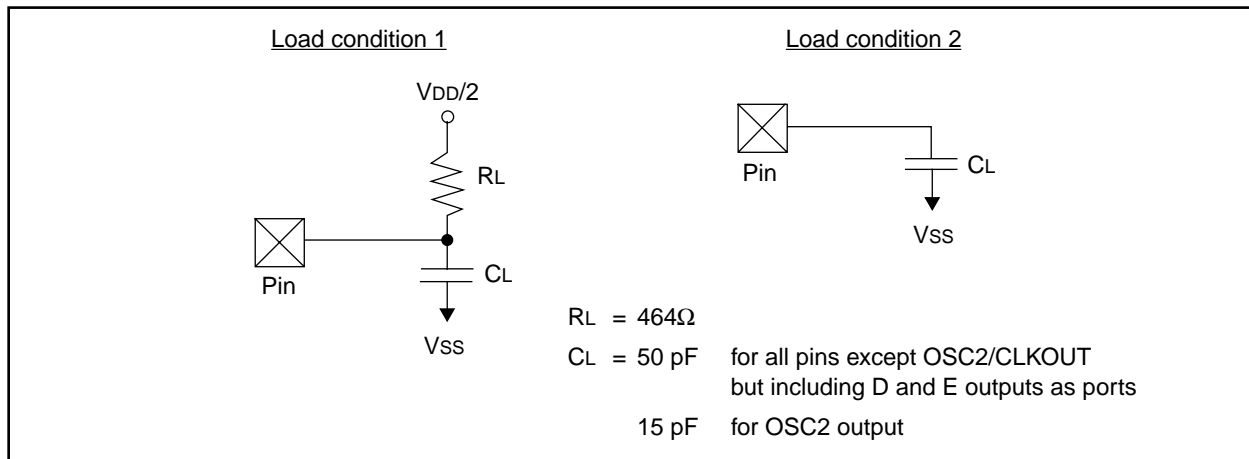 Load condition 1
VDD/2
RL
Pin
CL
VSS
Load condition 2
Pin
CL
VSS
RL = 464Ω
CL = 50 pF for all pins except OSC2/CLKOUT
but including D and E outputs as ports
15 pF for OSC2 output